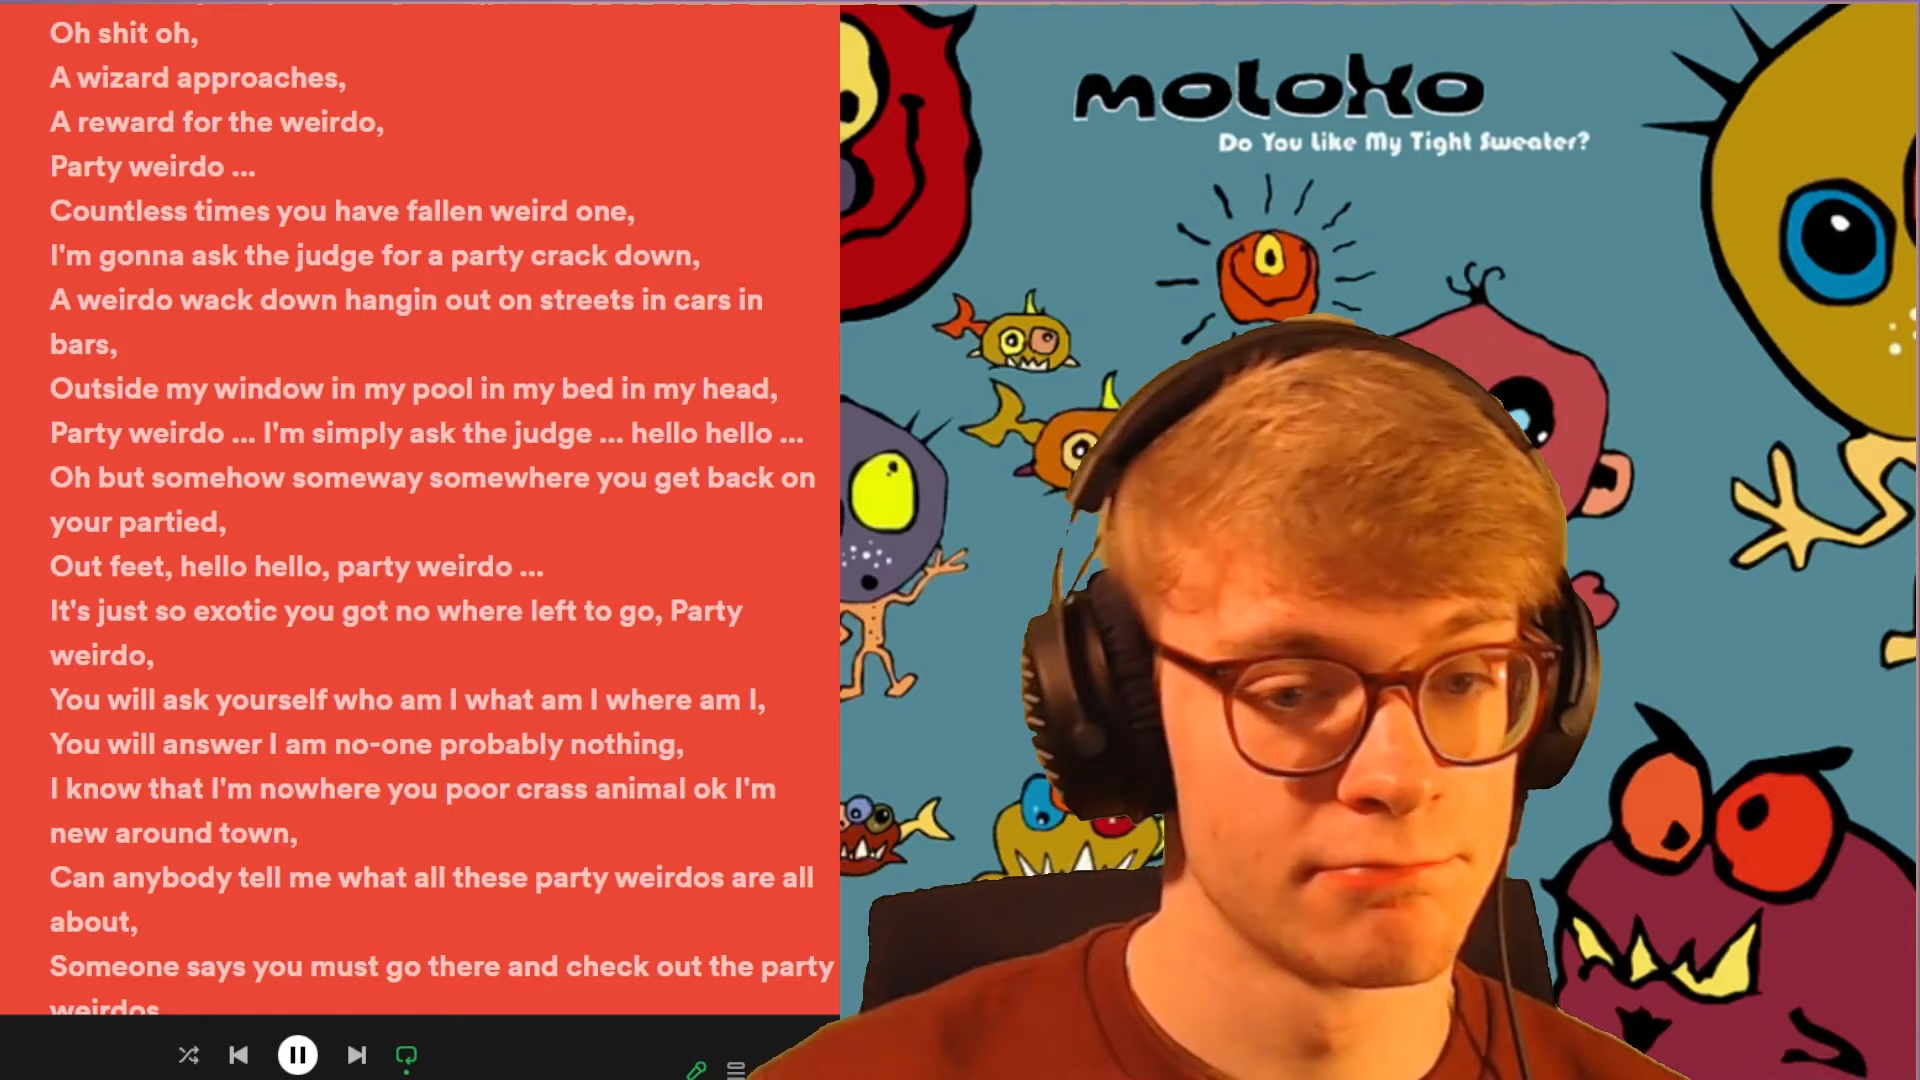 Oh shit oh,
A wizard approaches,
A reward for the weirdo,
Party weirdo ...
Countless times you have fallen weird one,
I'm gonna ask the judge for a party crack down,
A weirdo wack down hangin out on streets in cars in
bars,
Outside my window in my pool in my bed in my head,
Party weirdo ... I'm simply ask the judge ... hello hello ...
Oh but somehow someway somewhere you get back on
your partied,
Out feet, hello hello, party weirdo ...
It's just so exotic you got no where left to go, Party
weirdo,
You will ask yourself who am I what am I where am I,
You will answer I am no-one probably nothing,
I know that I'm nowhere you poor crass animal ok I'm
new around town,
Can anybody tell me what all these party weirdos are all
about,
Someone says you must go there and check out the party
weirdos
moloko
Do You Like My Tight Sweater?